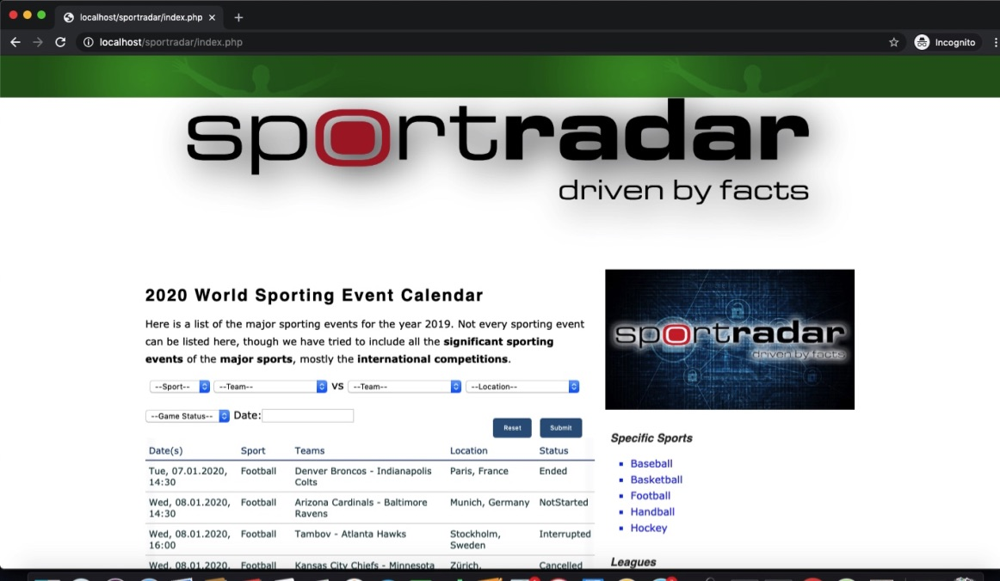 localhost/sportradar/index.php
localhost/sportradar/index.php
Incognito
sportradar
driven by facts
2020 World Sporting Event Calendar
Here is a list of the major sporting events for the year 2019. Not every sporting event
can be listed here, though we have tried to include all the significant sporting
events of the major sports, mostly the international competitions.
--Sport-- --Team-- VS --Team-- --Location--
--Game Status-- Date:
Reset Submit
Date(s) Sport Teams Location Status
Tue, 07.01.2020, Football Denver Broncos - Indianapolis Paris, France Ended
14:30 Colts
Wed, 08.01.2020, Football Arizona Cardinals - Baltimore Munich, Germany NotStarted
14:30 Ravens
Wed, 08.01.2020, Football Tambov - Atlanta Hawks Stockholm, Interrupted
16:00 Sweden
Wed, 08.01.2020, Football Kansas City Chiefs - Minnesota Zürich, Cancelled
sportradar
driven by facts
Specific Sports
Baseball
Basketball
Football
Handball
Hockey
Leagues